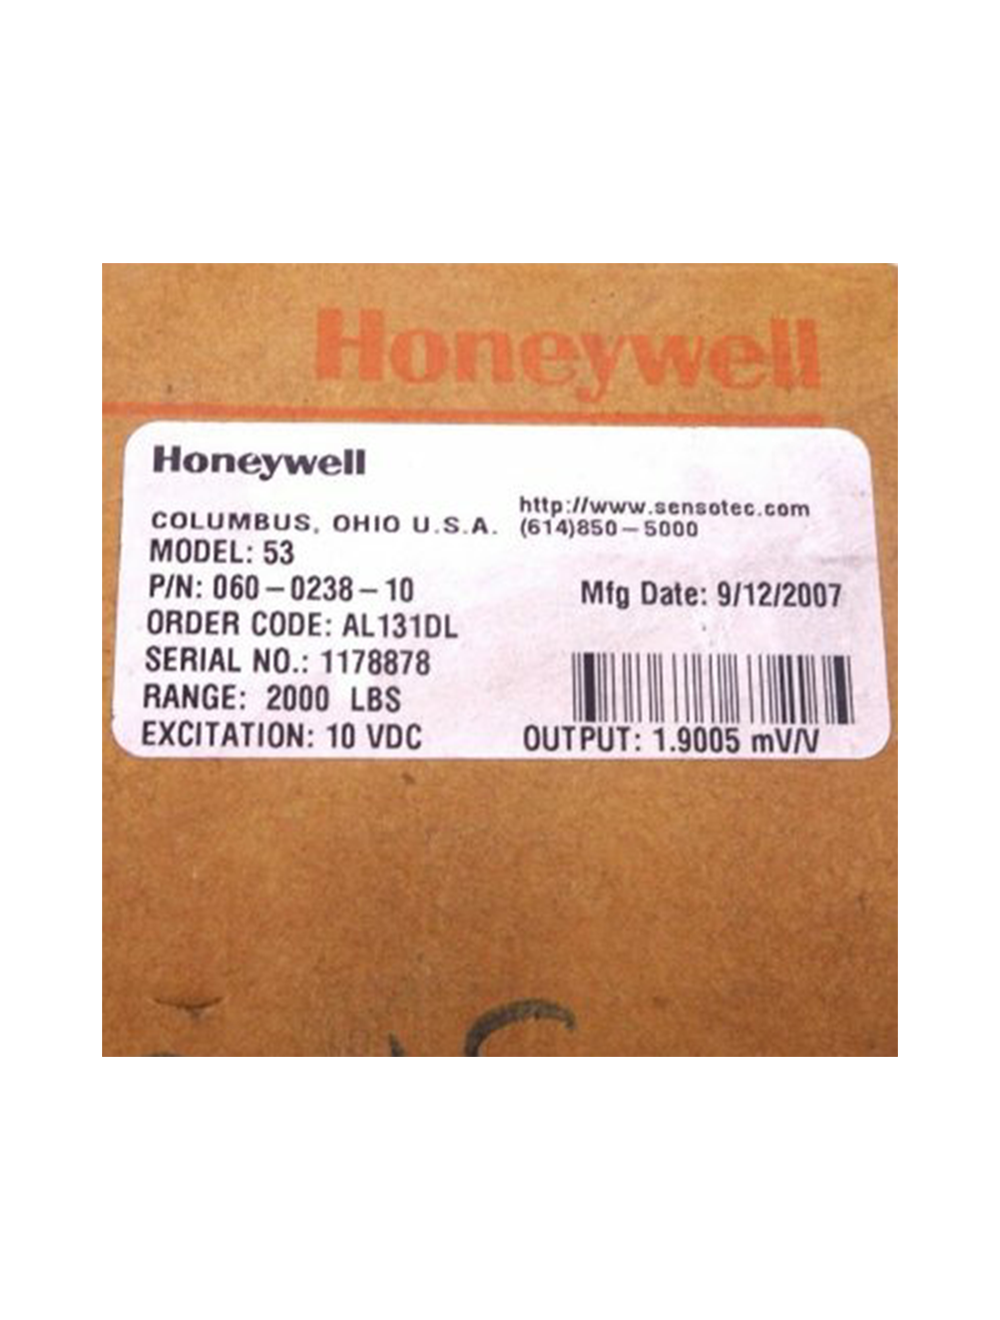 Honeywell
Honeywell
COLUMBUS, OHIO U.S.A.
http://www.sensotec.com
(614)850-5000
MODEL: 53
P/N: 060-0238-10
Mfg Date: 9/12/2007
ORDER CODE: AL131DL
SERIAL NO.: 1178878
RANGE: 2000 LBS
EXCITATION: 10 VDC
OUTPUT: 1.9005 mV/V